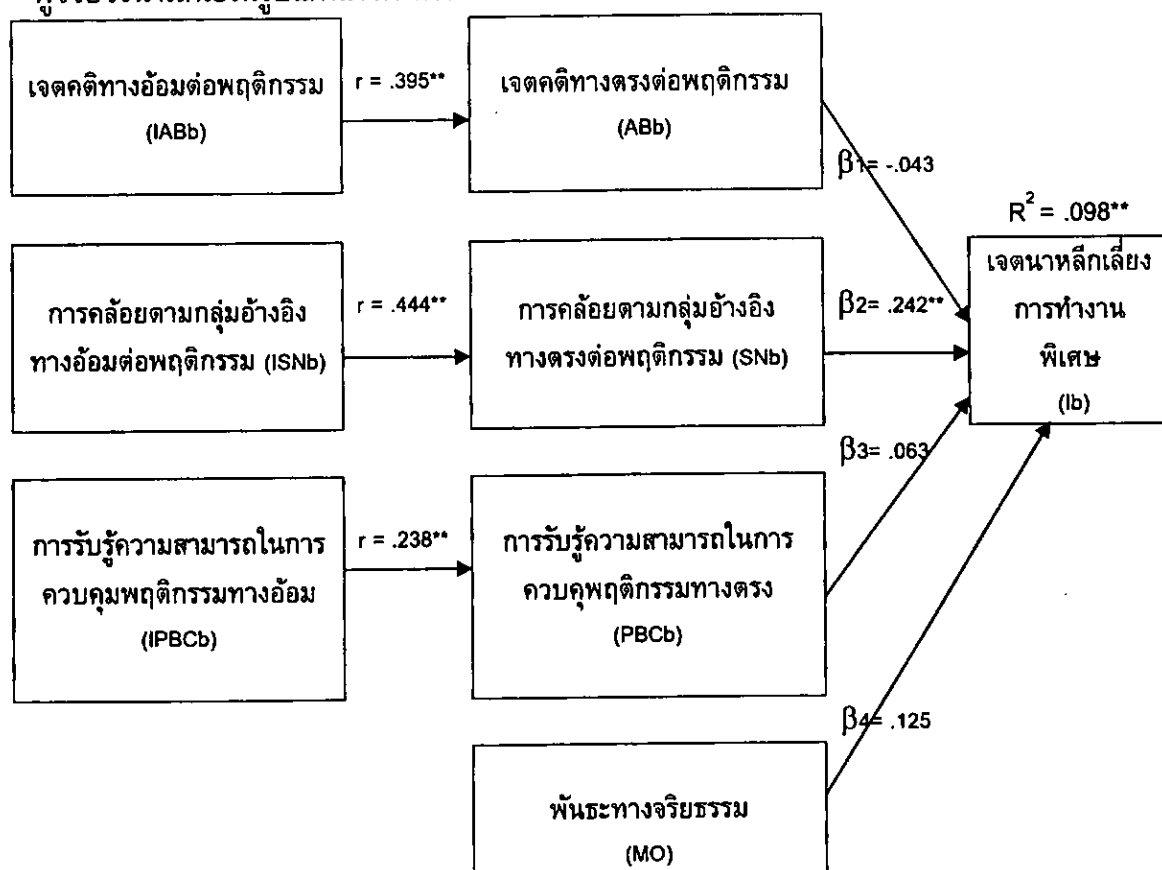 เจตคติทางอ้อมต่อพฤติกรรม
(IABb)
r = .395**
เจตคติทางตรงต่อพฤติกรรม
(ABb)
β1= -.043
R² = .098**
เจตนาหลีกเลี่ยง
การทำงาน
พิเศษ
(Ib)
การคล้อยตามกลุ่มอ้างอิง
ทางอ้อมต่อพฤติกรรม (ISNb)
r = .444**
การคล้อยตามกลุ่มอ้างอิง
ทางตรงต่อพฤติกรรม (SNb)
β2= .242**
การรับรู้ความสามารถในการ
ควบคุมพฤติกรรมทางอ้อม
(IPBCb)
r = .238**
การรับรู้ความสามารถในการ
ควบคุพฤติกรรมทางตรง
(PBCb)
β3= .063
β4= .125
พันธะทางจริยธรรม
(MO)